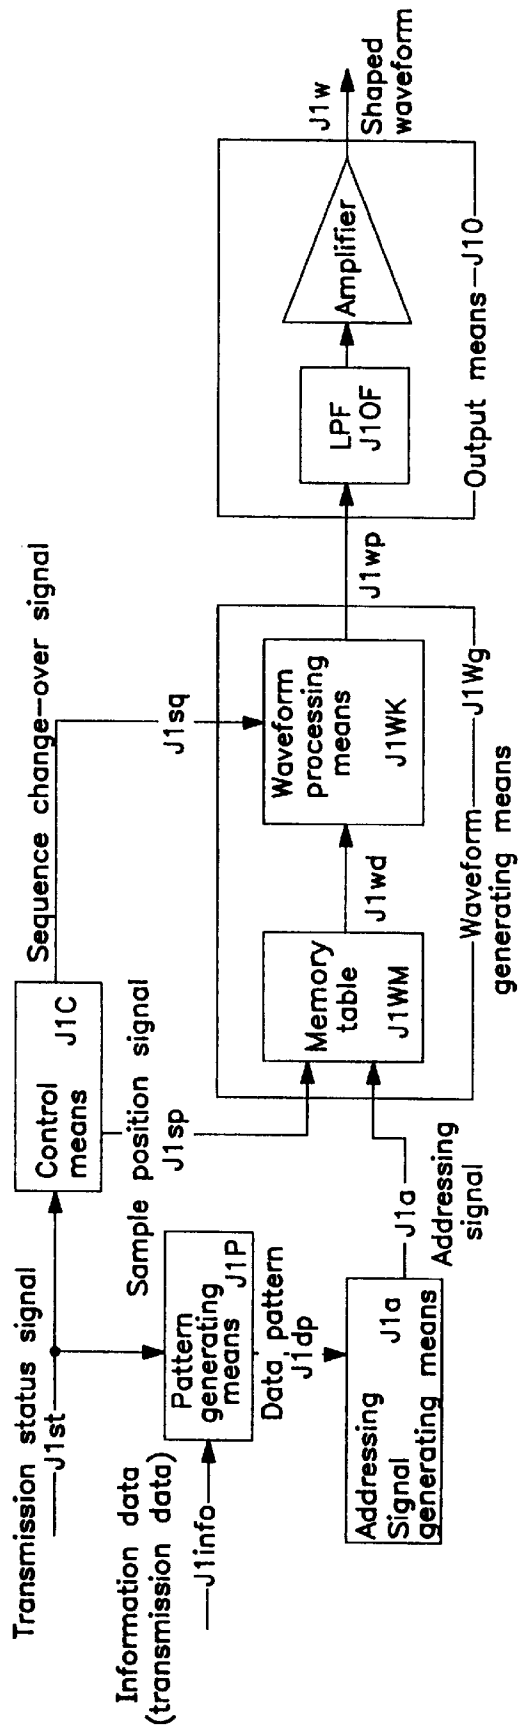 Transmission status signal
J1st
Control
means
J1C
Sequence change-over signal
J1sq
Sample position signal
J1sp
Information data
(transmission data)
J1info
Pattern
generating
means
J1P
Data pattern
J1dp
Addressing
Signal
generating means
J1a
J1a
Addressing
signal
Memory
table
J1WM
J1wd
Waveform
processing
means
J1WK
Waveform
generating means
J1Wg
J1wp
LPF
J1OF
Amplifier
Output means
J1O
J1w
Shaped
waveform